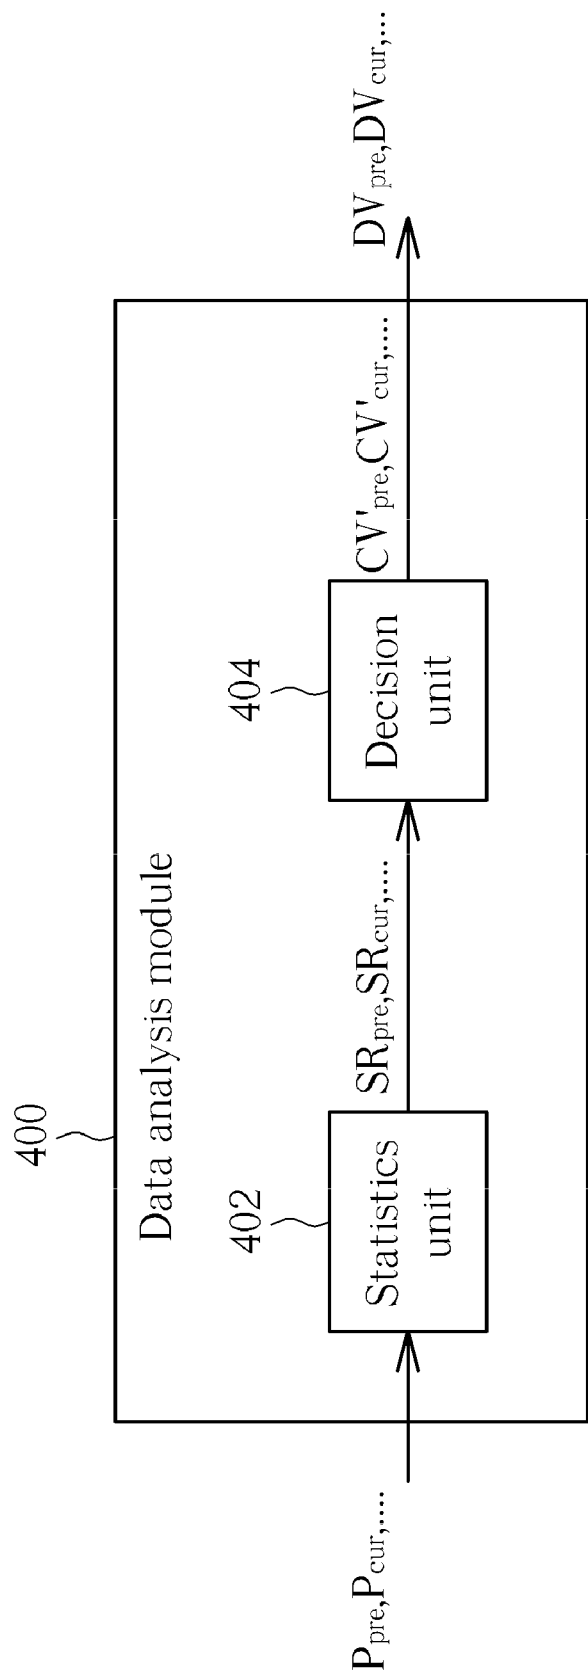 400
Data analysis module
402
404
P_pre,P_cur,....
Statistics
unit
SR_pre,SR_cur,....
Decision
unit
CV'_pre,CV'_cur,....
DV_pre,DV_cur,...